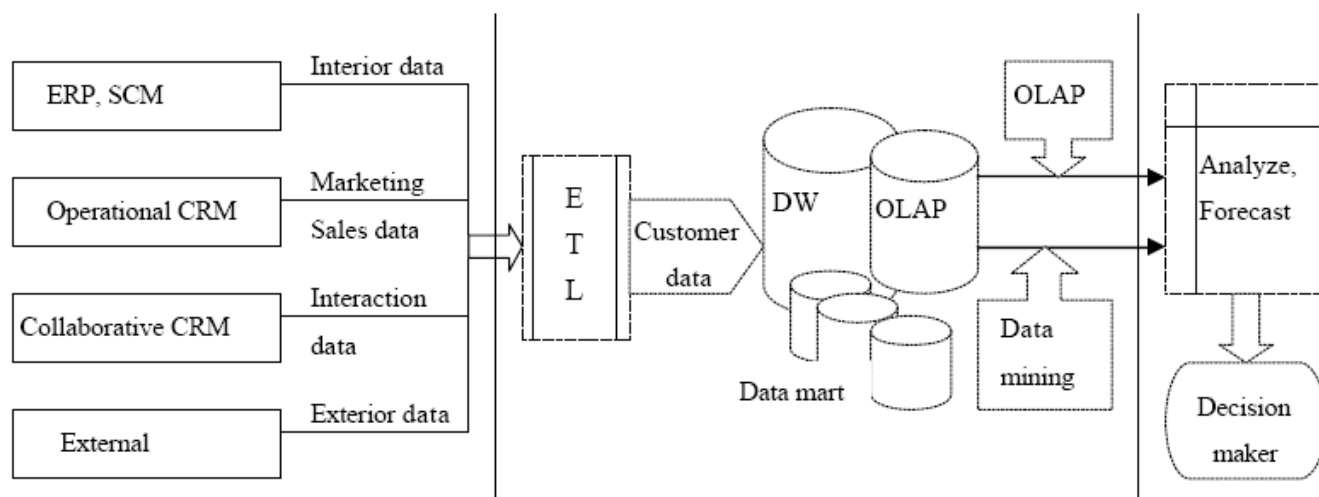 ERP, SCM
Interior data
Operational CRM
Marketing
Sales data
Collaborative CRM
Interaction
data
External
Exterior data
E
T
L
Customer
data
DW
OLAP
Data mart
OLAP
Data
mining
Analyze,
Forecast
Decision
maker